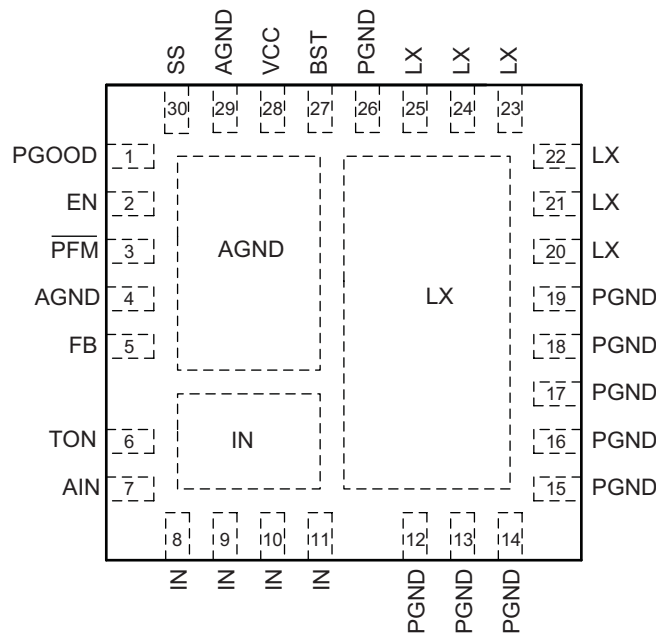 SS AGND VCC BST PGND LX LX LX
30 29 28 27 26 25 24 23
PGOOD 1 22 LX
EN 2 21 LX
PFM 3 20 LX
AGND
LX
AGND 4 19 PGND
FB 5 18 PGND
17 PGND
TON 6 16 PGND
IN
AIN 7 15 PGND
8 9 10 11 12 13 14
IN IN IN IN PGND PGND PGND